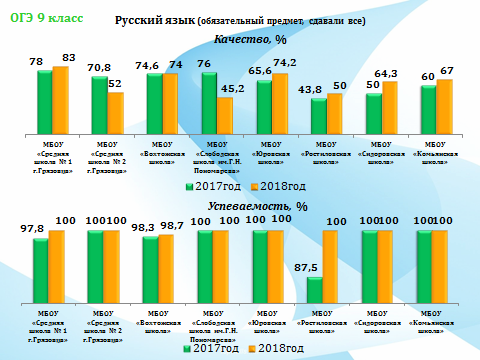 ОГЭ 9 класс
Русский язык (обязательный предмет, сдавали все)
Качество, %
78 83 70,8 52 74,6 74 76 45,2 65,6 74,2 43,8 50 50 64,3 60 67
МБОУ «Средняя школа № 1 г.Грязовца»
МБОУ «Средняя школа № 2 г.Грязовца»
МБОУ «Вохтожская школа»
МБОУ «Слободская школа им.Г.Н. Пономарева»
МБОУ «Юровская школа»
МБОУ «Ростиловская школа»
МБОУ «Сидоровская школа»
МБОУ «Комьянская школа»
2017год 2018год
Успеваемость, %
97,8 100 100 100 98,3 98,7 100 100 100 100 87,5 100 100 100 100 100
МБОУ «Средняя школа № 1 г.Грязовца»
МБОУ «Средняя школа № 2 г.Грязовца»
МБОУ «Вохтожская школа»
МБОУ «Слободская школа им.Г.Н. Пономарева»
МБОУ «Юровская школа»
МБОУ «Ростиловская школа»
МБОУ «Сидоровская школа»
МБОУ «Комьянская школа»
2017год 2018год